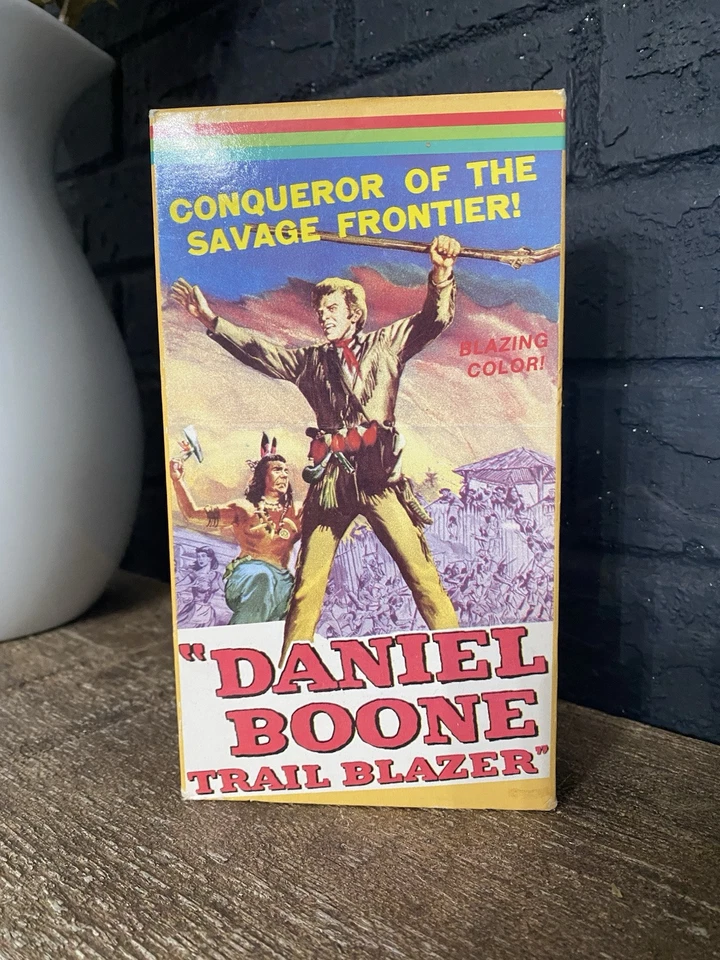 CONQUEROR OF THE
SAVAGE FRONTIER!
BLAZING
COLOR!
"DANIEL
BOONE
TRAIL BLAZER"